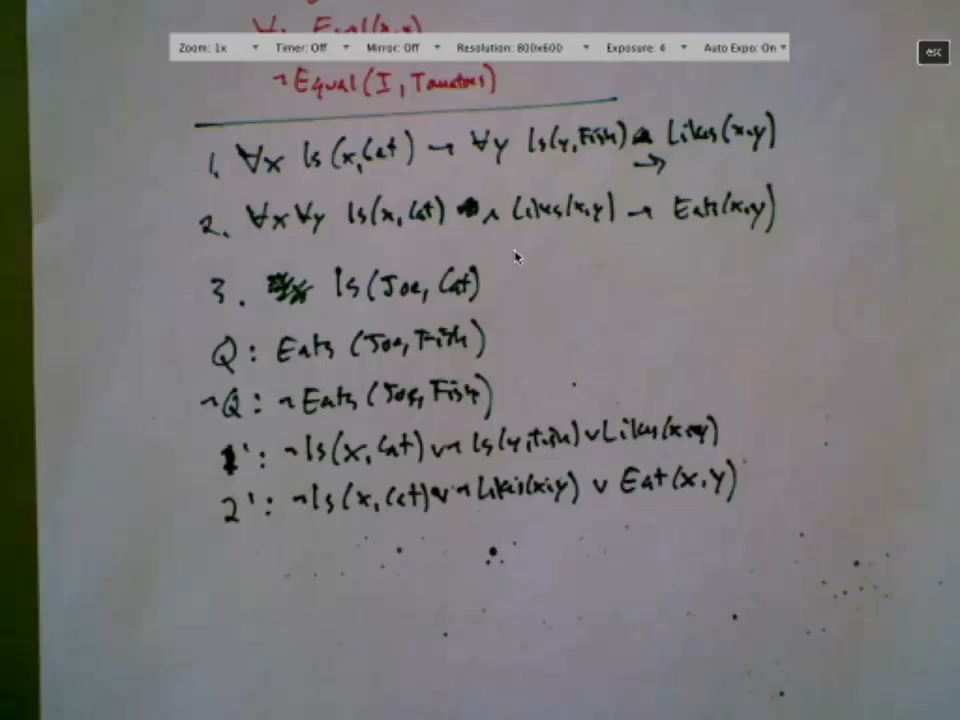 Zoom: 1x Timer: Off Mirror: Off Resolution: 800x600 Exposure: 4 Auto Expo: On esc
¬Equal(I, Tomatoes)
1. ∀x Is(x, Cat) → ∀y Is(y, Fish) → Likes(x,y)
2. ∀x ∀y Is(x, Cat) ∧ Likes(x,y) → Eats(x,y)
3. Is(Joe, Cat)
Q: Eats (Joe, Fish)
¬Q: ¬Eats (Joe, Fish)
1': ¬Is(x, Cat) ∨ ¬Is(y, Fish) ∨ Likes(x,y)
2': ¬Is(x, Cat) ∨ ¬Likes(x,y) ∨ Eat(x,y)